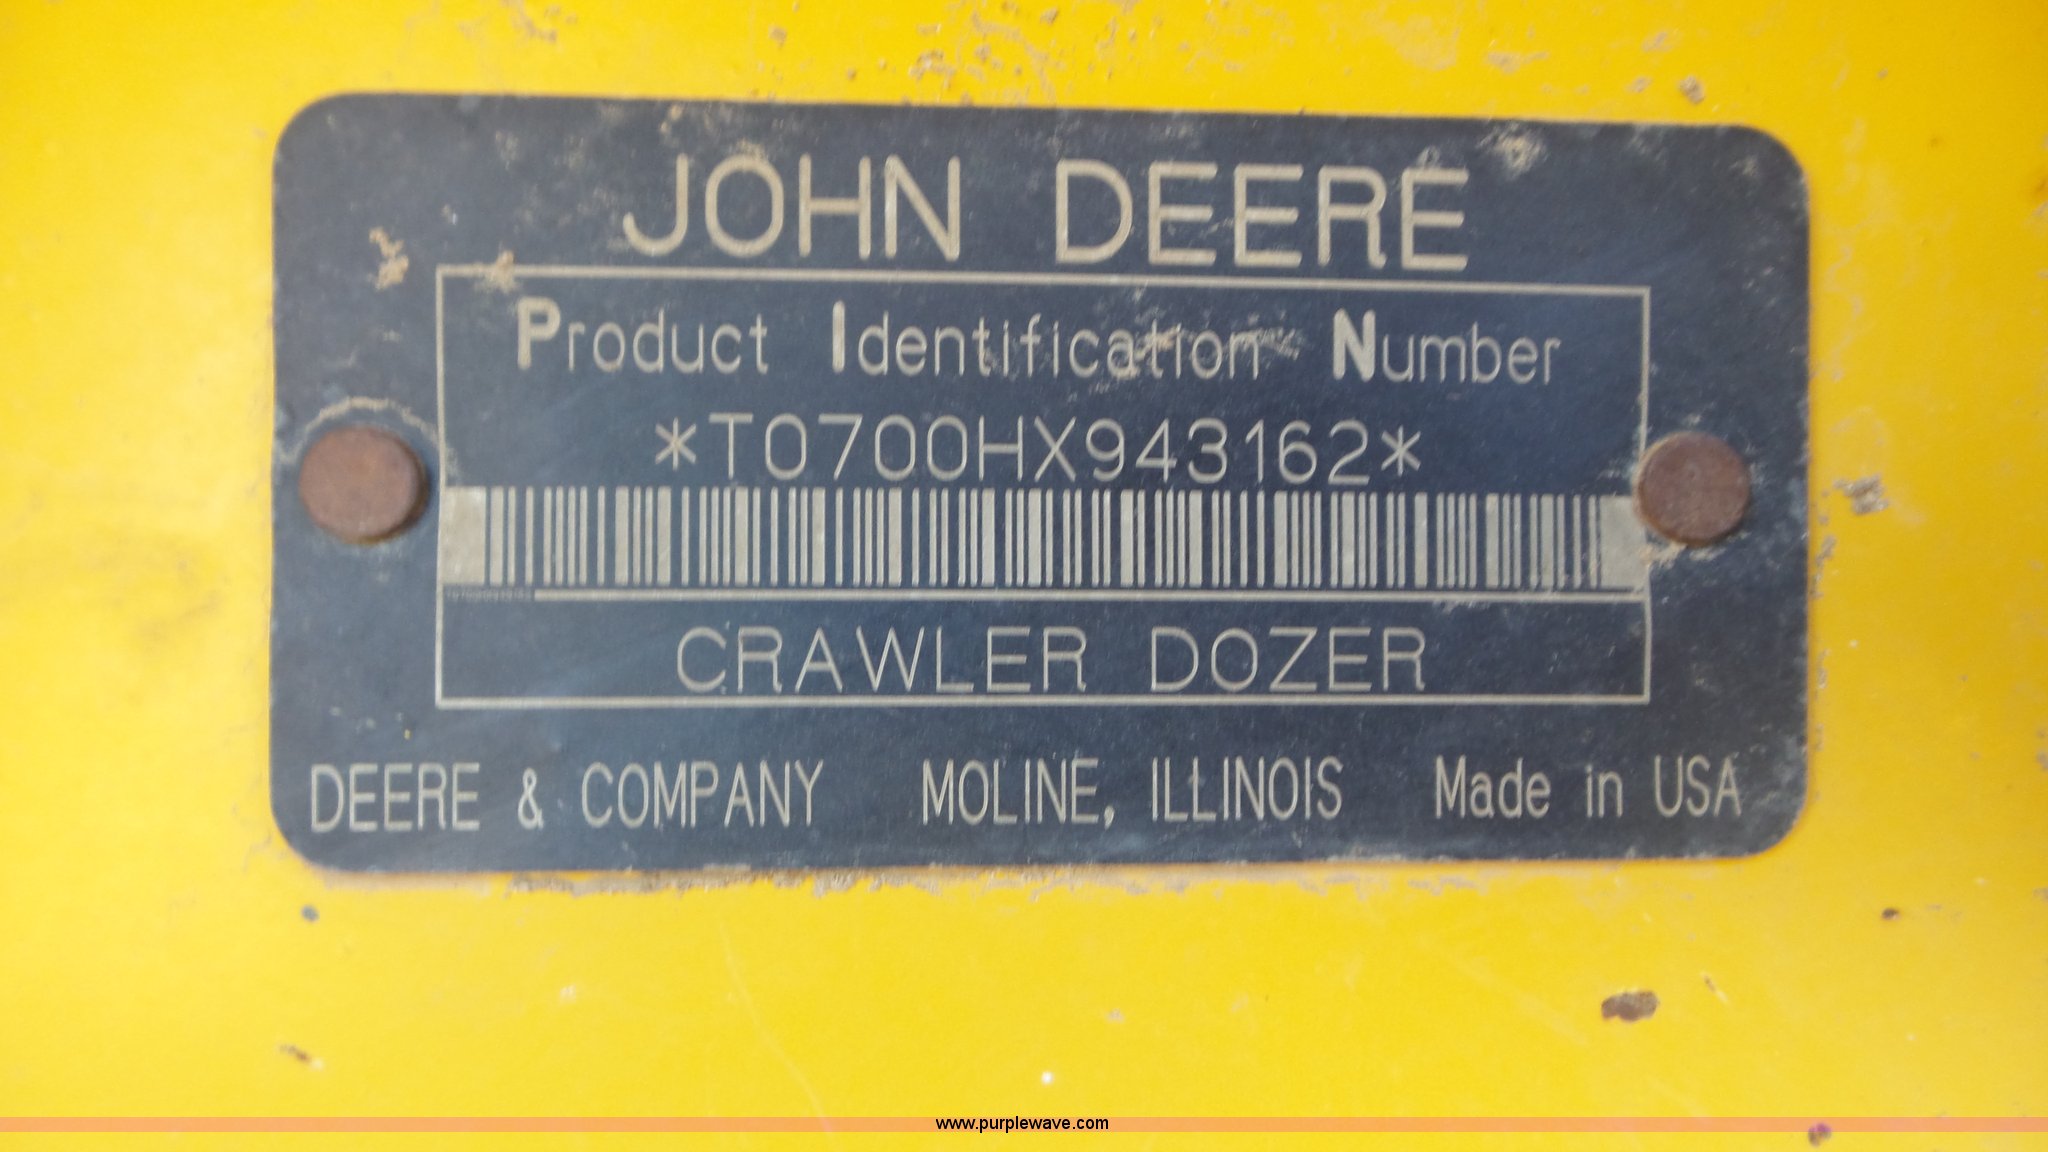 JOHN DEERE
Product Identification Number
*T0700HX943162*
CRAWLER DOZER
DEERE & COMPANY MOLINE, ILLINOIS Made in USA
www.purplewave.com